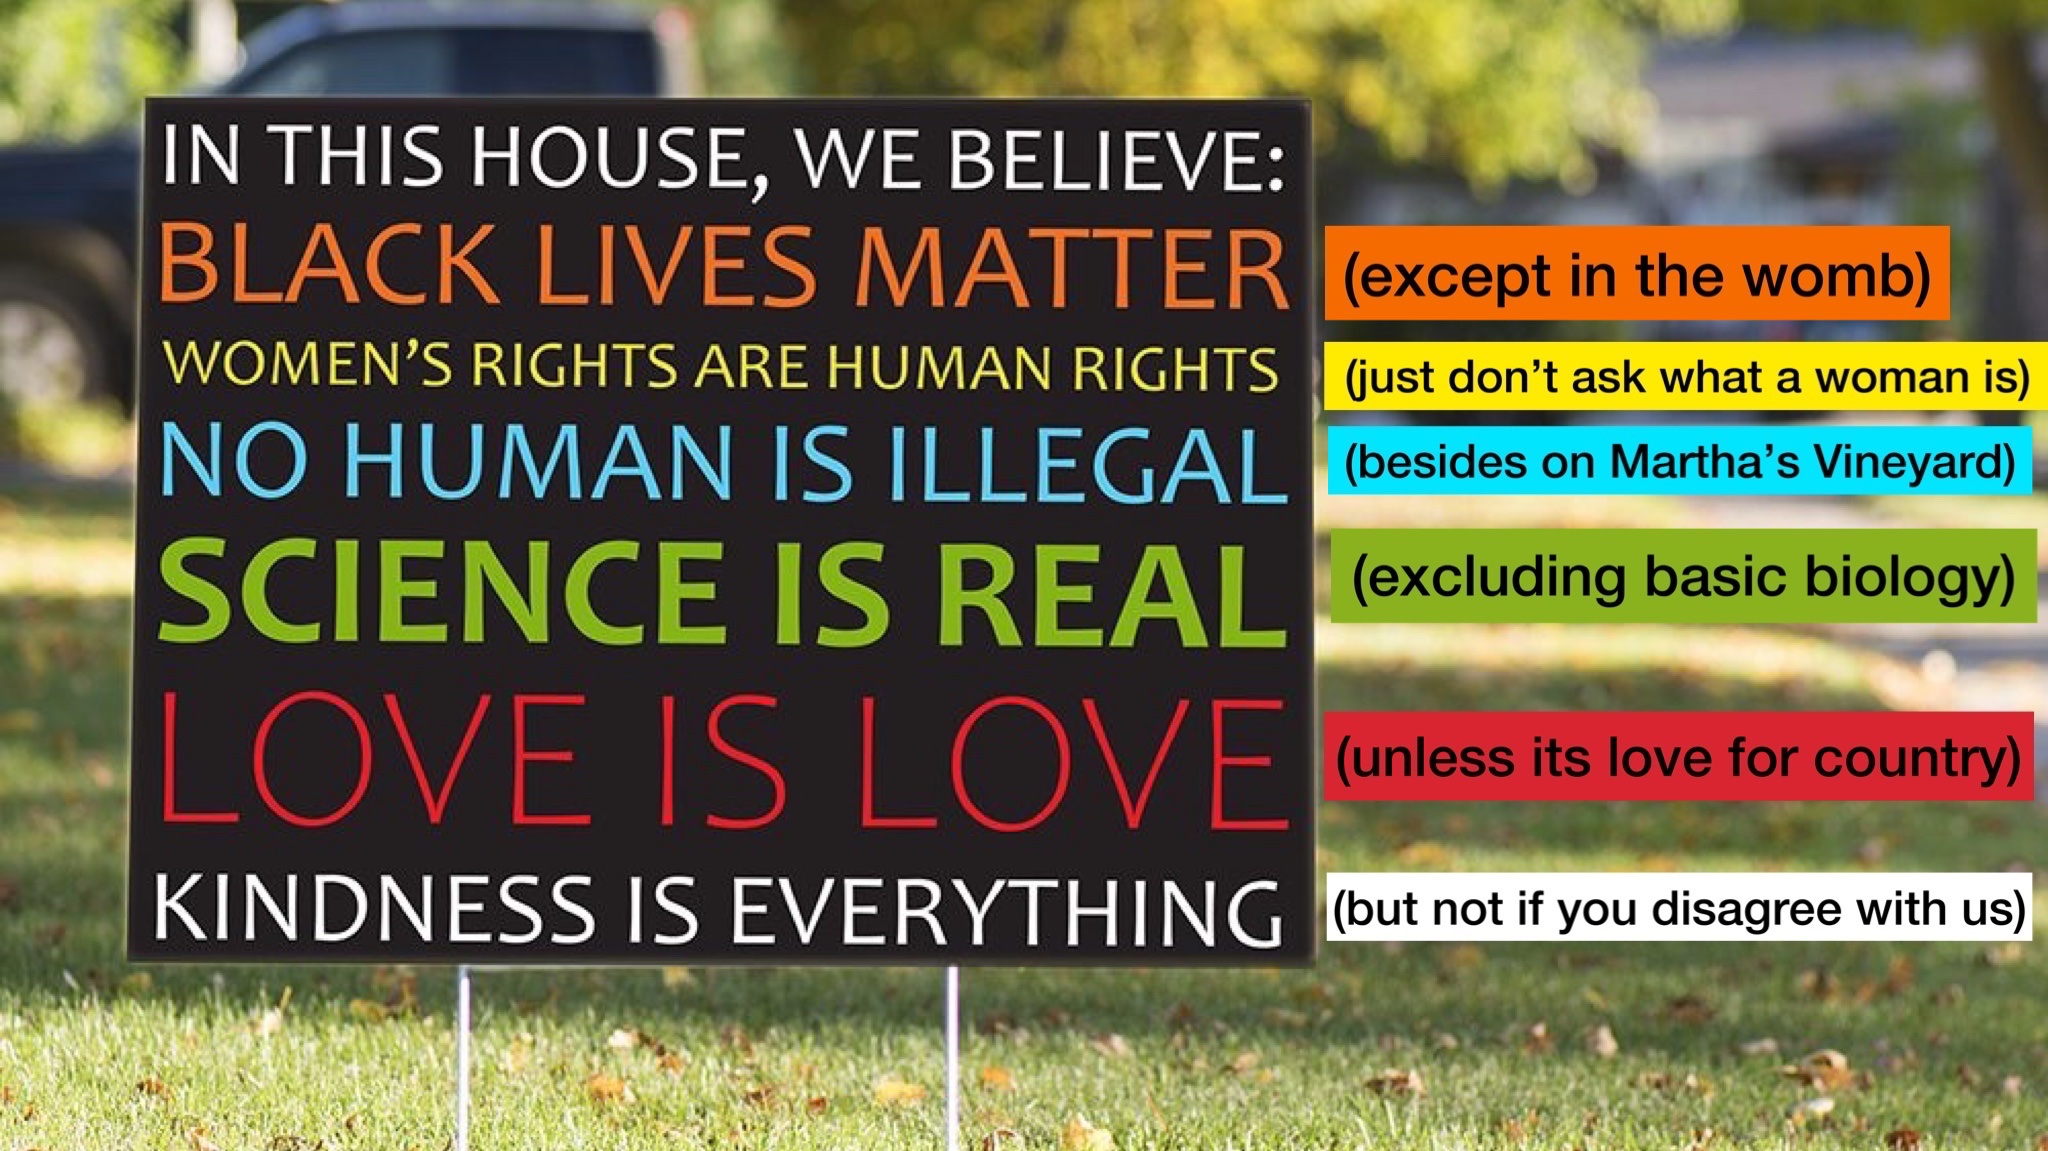 IN THIS HOUSE, WE BELIEVE:
BLACK LIVES MATTER (except in the womb)
WOMEN'S RIGHTS ARE HUMAN RIGHTS (just don't ask what a woman is)
NO HUMAN IS ILLEGAL (besides on Martha's Vineyard)
SCIENCE IS REAL (excluding basic biology)
LOVE IS LOVE (unless its love for country)
KINDNESS IS EVERYTHING (but not if you disagree with us)